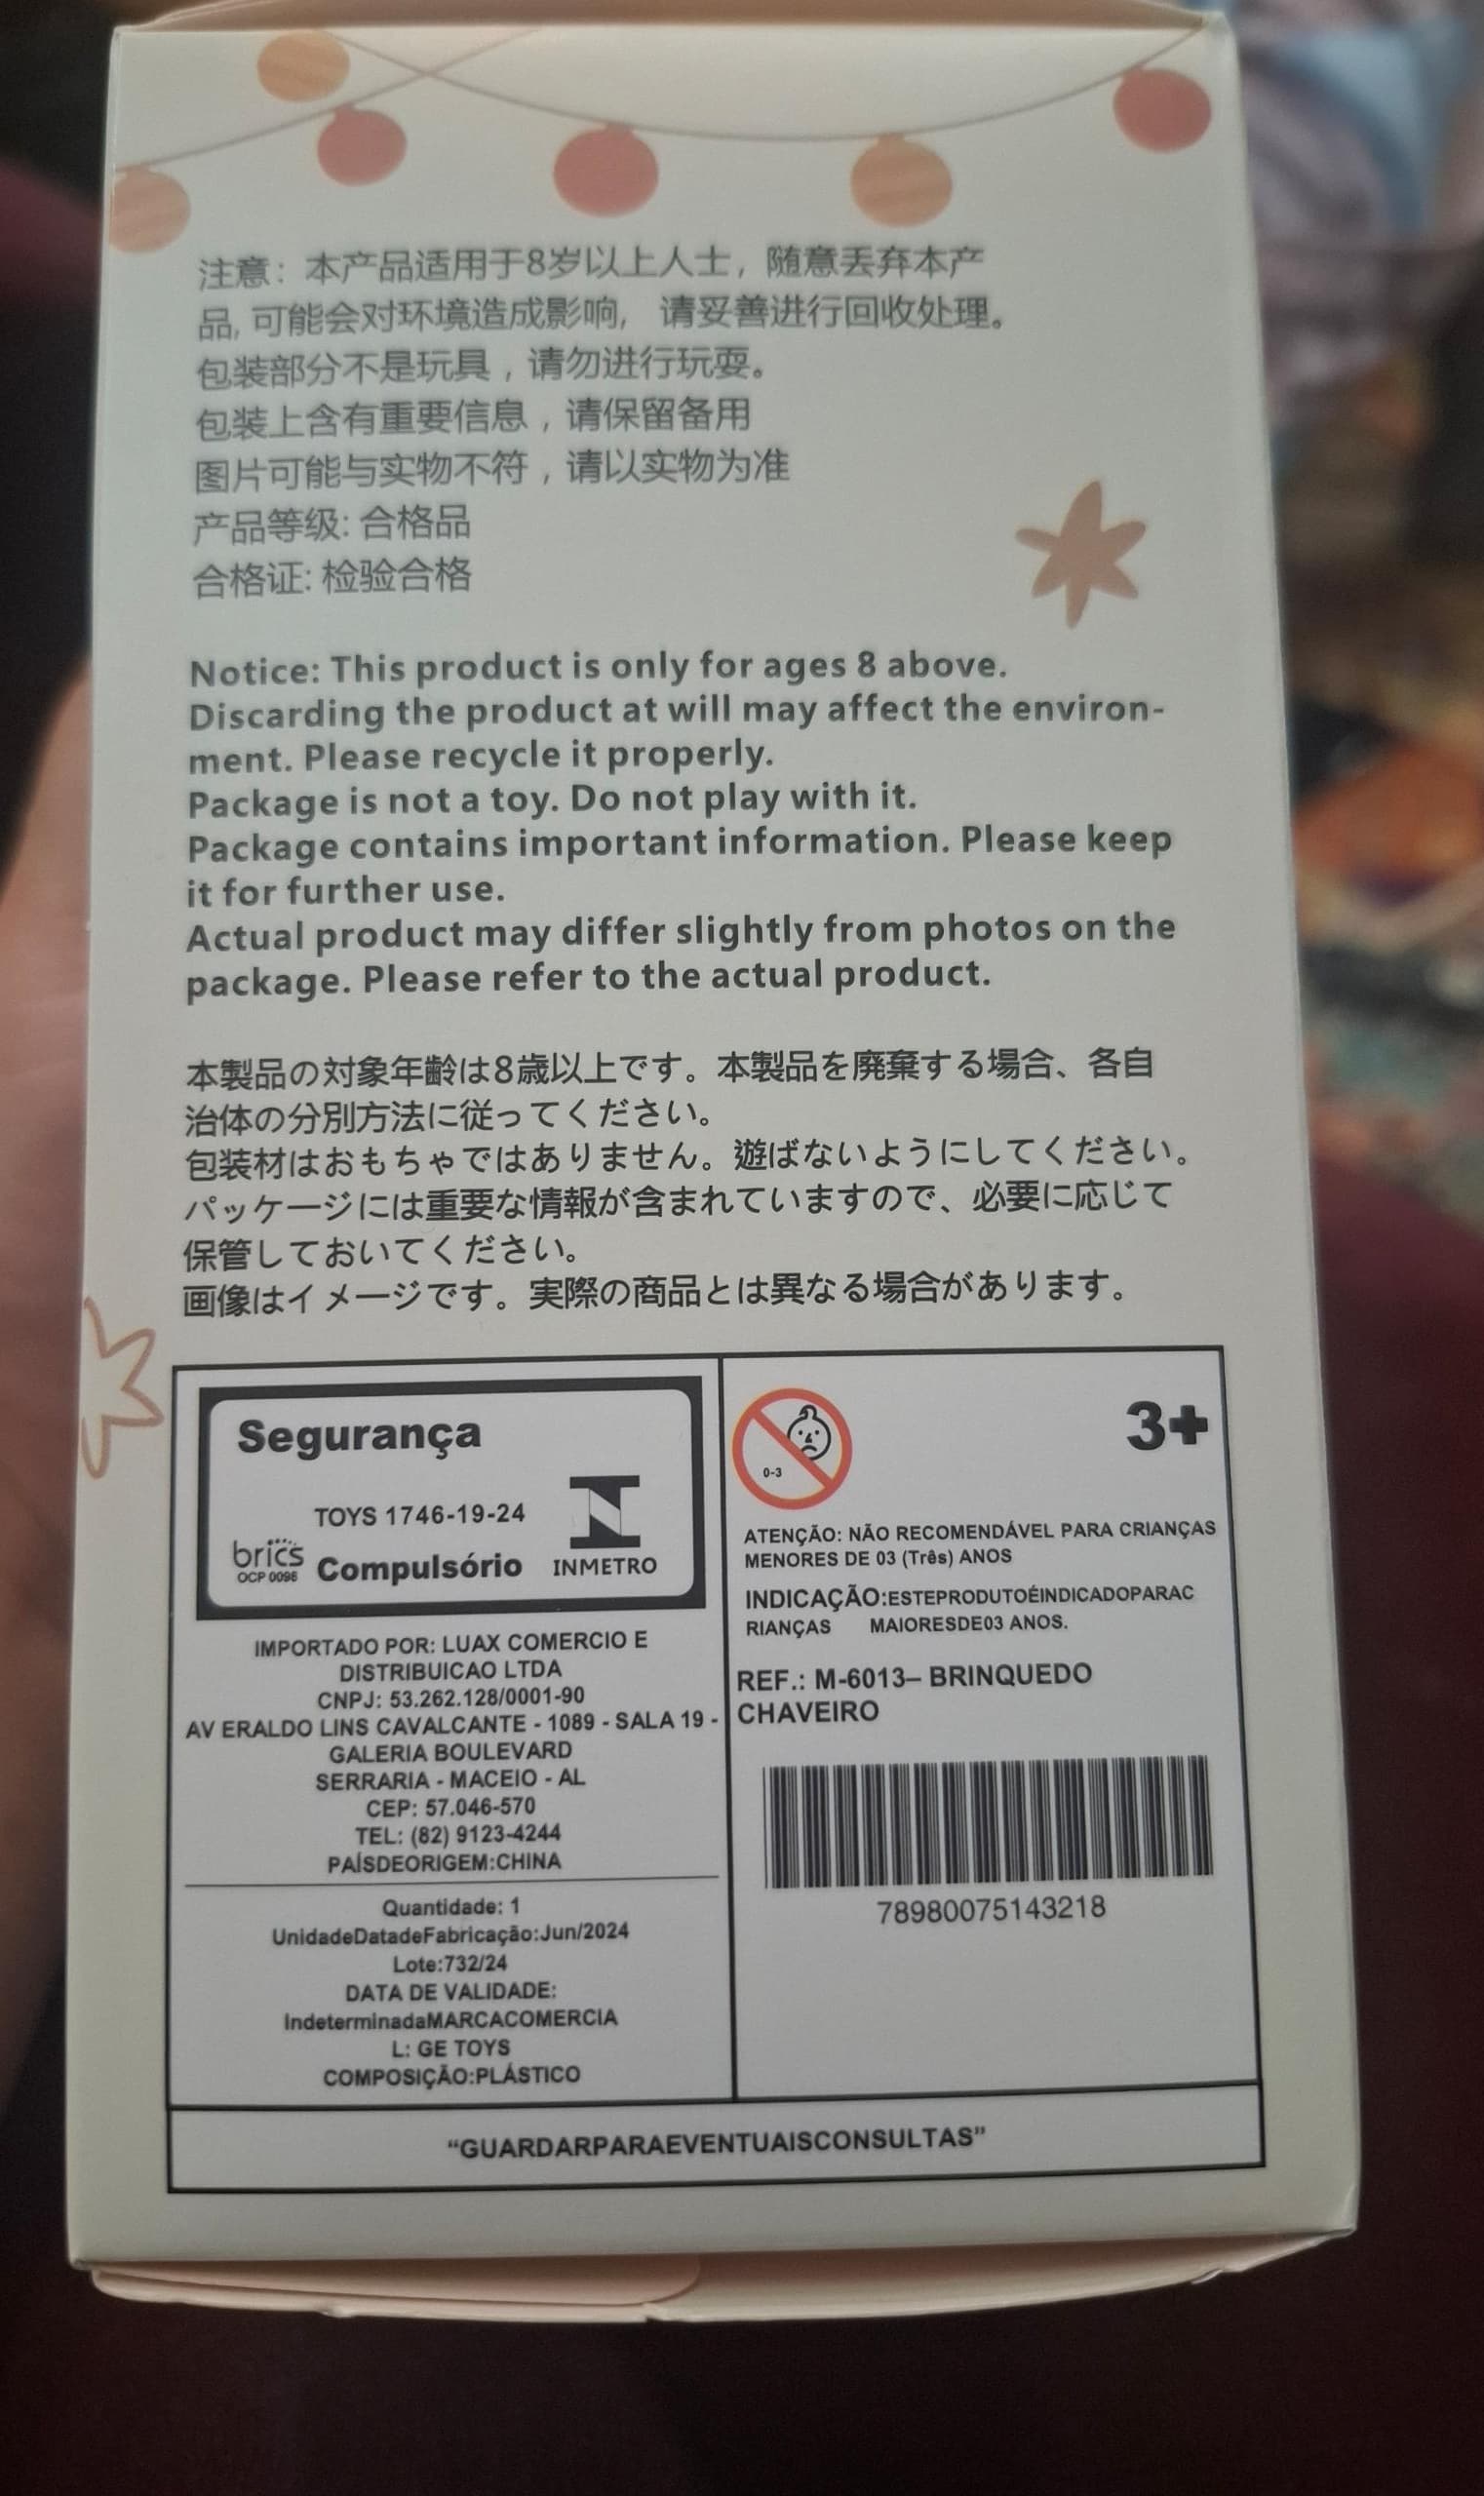 注意：本产品适用于8岁以上人士，随意丢弃本产
品, 可能会对环境造成影响， 请妥善进行回收处理。
包装部分不是玩具，请勿进行玩耍。
包装上含有重要信息，请保留备用
图片可能与实物不符，请以实物为准
产品等级: 合格品
合格证: 检验合格
Notice: This product is only for ages 8 above.
Discarding the product at will may affect the environ-
ment. Please recycle it properly.
Package is not a toy. Do not play with it.
Package contains important information. Please keep
it for further use.
Actual product may differ slightly from photos on the
package. Please refer to the actual product.
本製品の対象年齢は8歳以上です。本製品を廃棄する場合、各自
治体の分別方法に従ってください。
包装材はおもちゃではありません。遊ばないようにしてください。
パッケージには重要な情報が含まれていますので、必要に応じて
保管しておいてください。
画像はイメージです。実際の商品とは異なる場合があります。
Segurança
TOYS 1746-19-24
brics
OCP 0096
Compulsório
INMETRO
IMPORTADO POR: LUAX COMERCIO E
DISTRIBUICAO LTDA
CNPJ: 53.262.128/0001-90
AV ERALDO LINS CAVALCANTE - 1089 - SALA 19 -
GALERIA BOULEVARD
SERRARIA - MACEIO - AL
CEP: 57.046-570
TEL: (82) 9123-4244
PAÍSDEORIGEM:CHINA
Quantidade: 1
UnidadeDatadeFabricação:Jun/2024
Lote:732/24
DATA DE VALIDADE:
IndeterminadaMARCACOMERCIA
L: GE TOYS
COMPOSIÇÃO:PLÁSTICO
0-3
3+
ATENÇÃO: NÃO RECOMENDÁVEL PARA CRIANÇAS
MENORES DE 03 (Três) ANOS
INDICAÇÃO:ESTEPRODUTOÉINDICADOPARAC
RIANÇAS MAIORESDE03 ANOS.
REF.: M-6013– BRINQUEDO
CHAVEIRO
78980075143218
“GUARDARPARAEVENTUAISCONSULTAS”